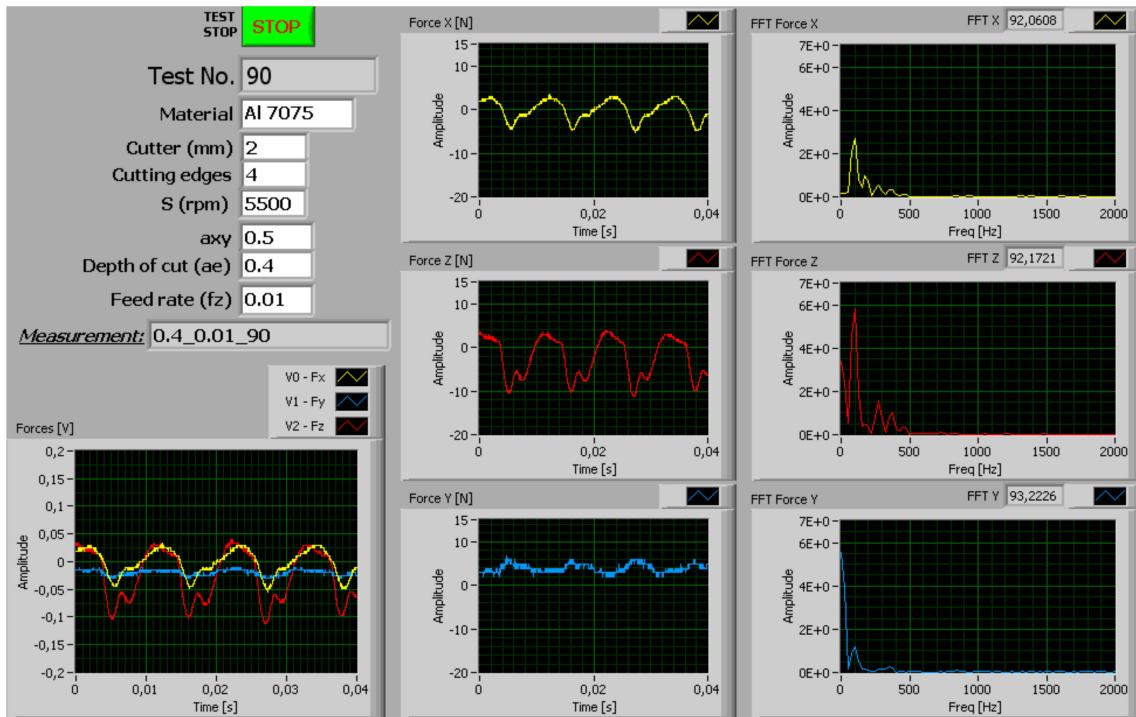 TEST
STOP
STOP
Test No. 90
Material Al 7075
Cutter (mm) 2
Cutting edges 4
S (rpm) 5500
axy 0.5
Depth of cut (ae) 0.4
Feed rate (fz) 0.01
Measurement: 0.4_0.01_90
V0 - Fx
V1 - Fy
V2 - Fz
Forces [V]
0,2
0,15
0,1
0,05
0
-0,05
-0,1
-0,15
-0,2
Amplitude
0 0,01 0,02 0,03 0,04
Time [s]
Force X [N]
15
10
0
-10
-20
Amplitude
0 0,02 0,04
Time [s]
Force Z [N]
15
10
0
-10
-20
Amplitude
0 0,02 0,04
Time [s]
Force Y [N]
15
10
0
-10
-20
Amplitude
0 0,02 0,04
Time [s]
FFT Force X FFT X 92,0608
7E+0
6E+0
4E+0
2E+0
0E+0
Amplitude
0 500 1000 1500 2000
Freq [Hz]
FFT Force Z FFT Z 92,1721
7E+0
6E+0
4E+0
2E+0
0E+0
Amplitude
0 500 1000 1500 2000
Freq [Hz]
FFT Force Y FFT Y 93,2226
7E+0
6E+0
4E+0
2E+0
0E+0
Amplitude
0 500 1000 1500 2000
Freq [Hz]